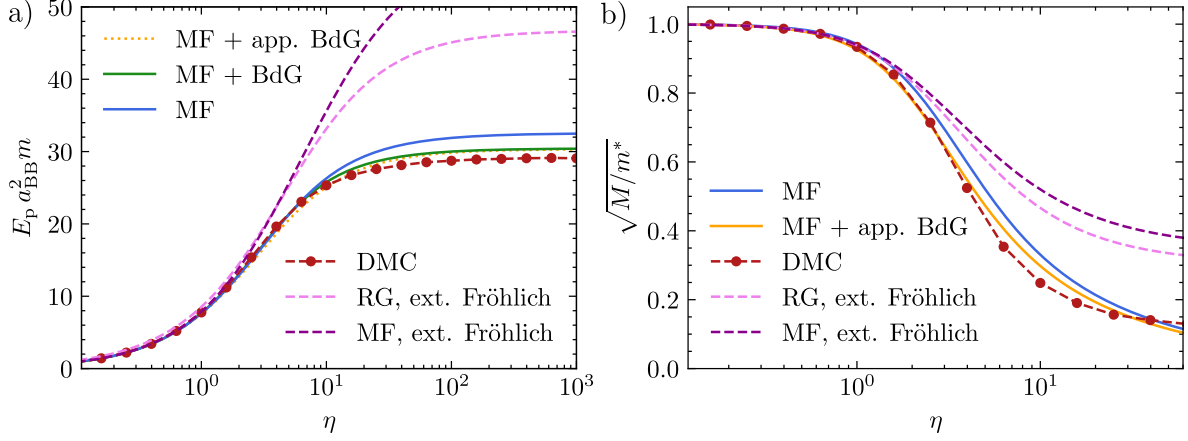 a)
E_p a²_BB m
50
40
30
20
10
0
MF + app. BdG
MF + BdG
MF
DMC
RG, ext. Fröhlich
MF, ext. Fröhlich
10⁰
10¹
10²
10³
η
b)
√M/m*
1.0
0.8
0.6
0.4
0.2
0.0
MF
MF + app. BdG
DMC
RG, ext. Fröhlich
MF, ext. Fröhlich
10⁰
10¹
η